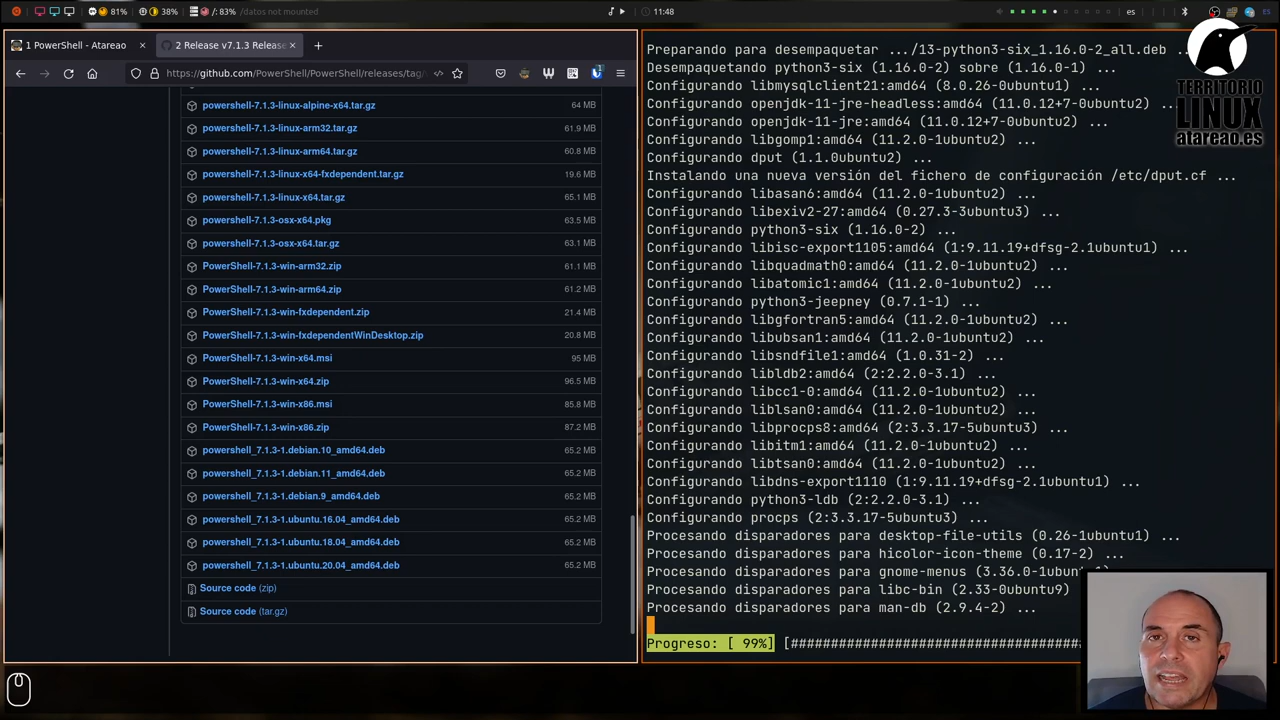 81% 38% /: 83% /datos not mounted 11:48 es ES
1 PowerShell - Atareao
2 Release v7.1.3 Release
https://github.com/PowerShell/PowerShell/releases/tag/
powershell-7.1.3-linux-alpine-x64.tar.gz 64 MB
powershell-7.1.3-linux-arm32.tar.gz 61.9 MB
powershell-7.1.3-linux-arm64.tar.gz 60.8 MB
powershell-7.1.3-linux-x64-fxdependent.tar.gz 19.6 MB
powershell-7.1.3-linux-x64.tar.gz 65.1 MB
powershell-7.1.3-osx-x64.pkg 63.5 MB
powershell-7.1.3-osx-x64.tar.gz 63.1 MB
PowerShell-7.1.3-win-arm32.zip 61.1 MB
PowerShell-7.1.3-win-arm64.zip 61.2 MB
PowerShell-7.1.3-win-fxdependent.zip 21.4 MB
PowerShell-7.1.3-win-fxdependentWinDesktop.zip 20.8 MB
PowerShell-7.1.3-win-x64.msi 95 MB
PowerShell-7.1.3-win-x64.zip 96.5 MB
PowerShell-7.1.3-win-x86.msi 85.8 MB
PowerShell-7.1.3-win-x86.zip 87.2 MB
powershell_7.1.3-1.debian.10_amd64.deb 65.2 MB
powershell_7.1.3-1.debian.11_amd64.deb 65.2 MB
powershell_7.1.3-1.debian.9_amd64.deb 65.2 MB
powershell_7.1.3-1.ubuntu.16.04_amd64.deb 65.2 MB
powershell_7.1.3-1.ubuntu.18.04_amd64.deb 65.2 MB
powershell_7.1.3-1.ubuntu.20.04_amd64.deb 65.2 MB
Source code (zip)
Source code (tar.gz)
Preparando para desempaquetar .../13-python3-six_1.16.0-2_all.deb ...
Desempaquetando python3-six (1.16.0-2) sobre (1.16.0-1) ...
Configurando libmysqlclient21:amd64 (8.0.26-0ubuntu1) ...
Configurando openjdk-11-jre-headless:amd64 (11.0.12+7-0ubuntu2) ...
Configurando openjdk-11-jre:amd64 (11.0.12+7-0ubuntu2) ...
Configurando libgomp1:amd64 (11.2.0-1ubuntu2) ...
Configurando dput (1.1.0ubuntu2) ...
Instalando una nueva versión del fichero de configuración /etc/dput.cf ...
Configurando libasan6:amd64 (11.2.0-1ubuntu2) ...
Configurando libexiv2-27:amd64 (0.27.3-3ubuntu3) ...
Configurando python3-six (1.16.0-2) ...
Configurando libisc-export1105:amd64 (1:9.11.19+dfsg-2.1ubuntu1) ...
Configurando libquadmath0:amd64 (11.2.0-1ubuntu2) ...
Configurando libatomic1:amd64 (11.2.0-1ubuntu2) ...
Configurando python3-jeepney (0.7.1-1) ...
Configurando libgfortran5:amd64 (11.2.0-1ubuntu2) ...
Configurando libubsan1:amd64 (11.2.0-1ubuntu2) ...
Configurando libsndfile1:amd64 (1.0.31-2) ...
Configurando libldb2:amd64 (2:2.2.0-3.1) ...
Configurando libcc1-0:amd64 (11.2.0-1ubuntu2) ...
Configurando liblsan0:amd64 (11.2.0-1ubuntu2) ...
Configurando libprocps8:amd64 (2:3.3.17-5ubuntu3) ...
Configurando libitm1:amd64 (11.2.0-1ubuntu2) ...
Configurando libtsan0:amd64 (11.2.0-1ubuntu2) ...
Configurando libdns-export1110 (1:9.11.19+dfsg-2.1ubuntu1) ...
Configurando python3-ldb (2:2.2.0-3.1) ...
Configurando procps (2:3.3.17-5ubuntu3) ...
Procesando disparadores para desktop-file-utils (0.26-1ubuntu1) ...
Procesando disparadores para hicolor-icon-theme (0.17-2) ...
Procesando disparadores para gnome-menus (3.36.0-1ubuntu1)
Procesando disparadores para libc-bin (2.33-0ubuntu9)
Procesando disparadores para man-db (2.9.4-2) ...
Progreso: [ 99%] [#####################################
TERRITORIO
LINUX
atareao.es